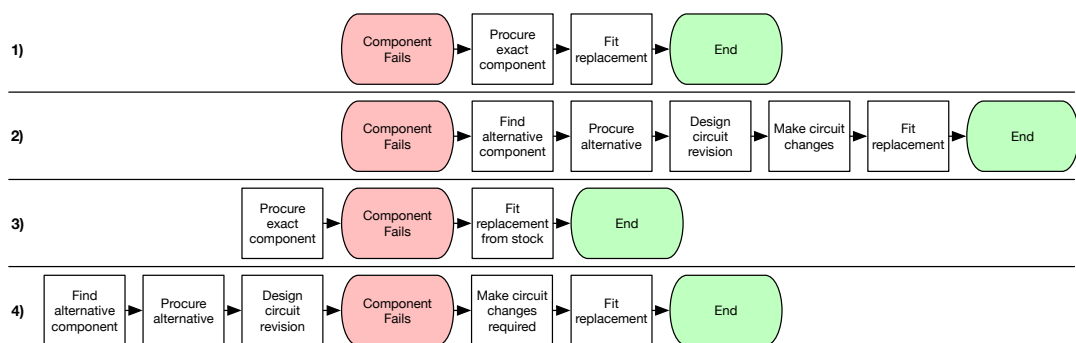 1)
Component
Fails
Procure
exact
component
Fit
replacement
End
2)
Component
Fails
Find
alternative
component
Procure
alternative
Design
circuit
revision
Make circuit
changes
Fit
replacement
End
3)
Procure
exact
component
Component
Fails
Fit
replacement
from stock
End
4)
Find
alternative
component
Procure
alternative
Design
circuit
revision
Component
Fails
Make circuit
changes
required
Fit
replacement
End